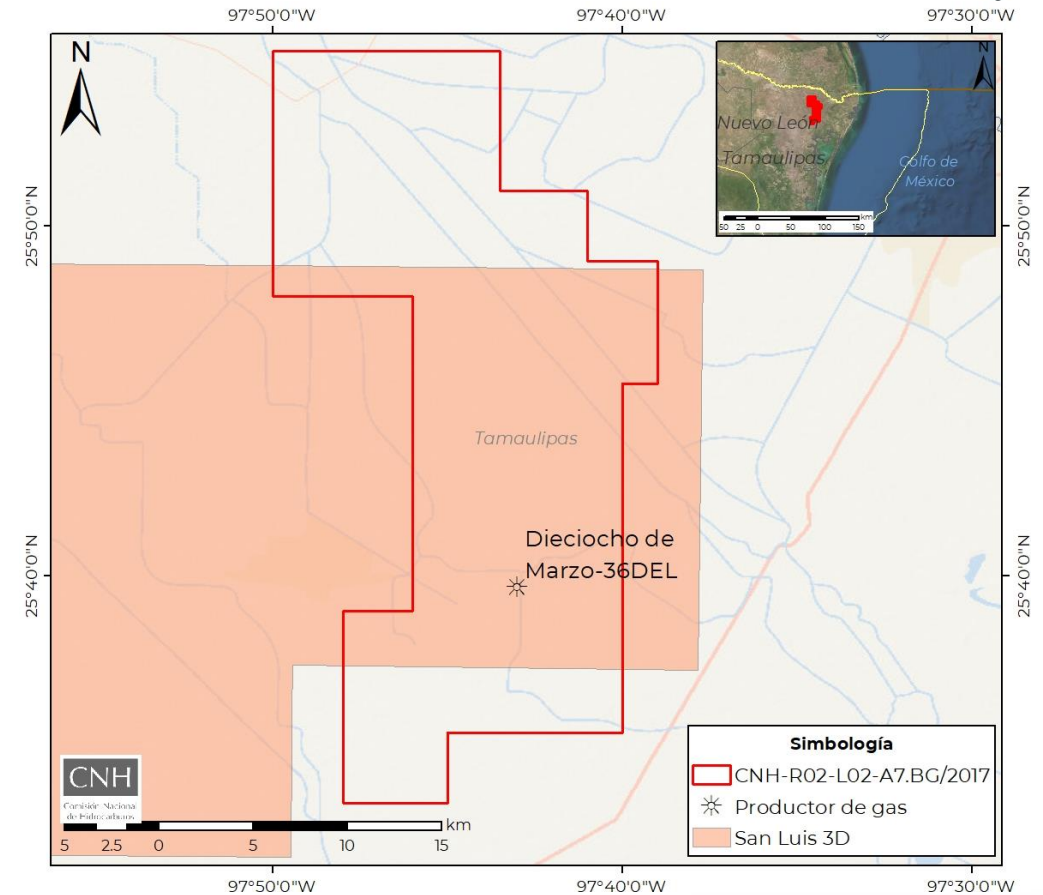 97°50'0"W
97°40'0"W
97°30'0"W
N
N
Nuevo León
Tamaulipas
Golfo de
México
50 25 0 50 100 150
km
25°50'0"N
25°50'0"N
Tamaulipas
Dieciocho de
Marzo-36DEL
25°40'0"N
25°40'0"N
Simbología
CNH-R02-L02-A7.BG/2017
Productor de gas
San Luis 3D
CNH
Comisión Nacional
de Hidrocarburos
km
5 2.5 0 5 10 15
97°50'0"W
97°40'0"W
97°30'0"W